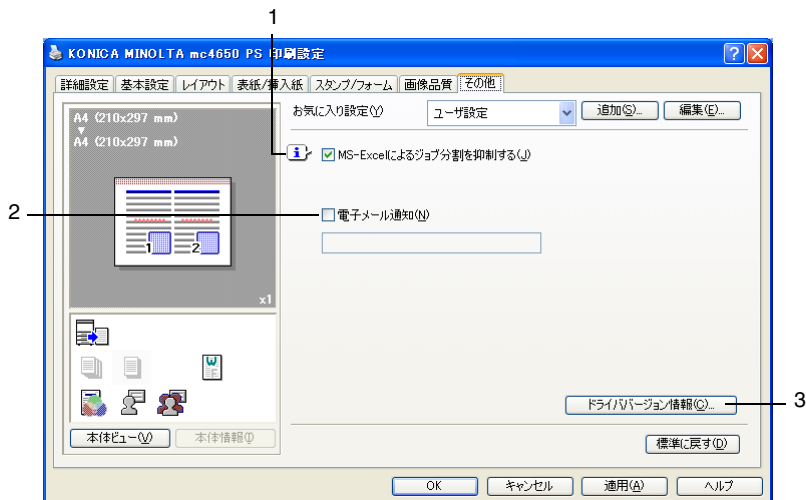 1
KONICA MINOLTA mc4650 PS 印刷設定
詳細設定 基本設定 レイアウト 表紙/挿入紙 スタンプ/フォーム 画像品質 その他
A4 (210x297 mm)
A4 (210x297 mm)
お気に入り設定(Y) ユーザ設定 追加(S)... 編集(E)...
MS-Excelによるジョブ分割を抑制する(J)
2
電子メール通知(N)
1 2
x1
W
F
ドライババージョン情報(C)...
3
本体ビュー(V) 本体情報(I)
標準に戻す(D)
OK キャンセル 適用(A) ヘルプ